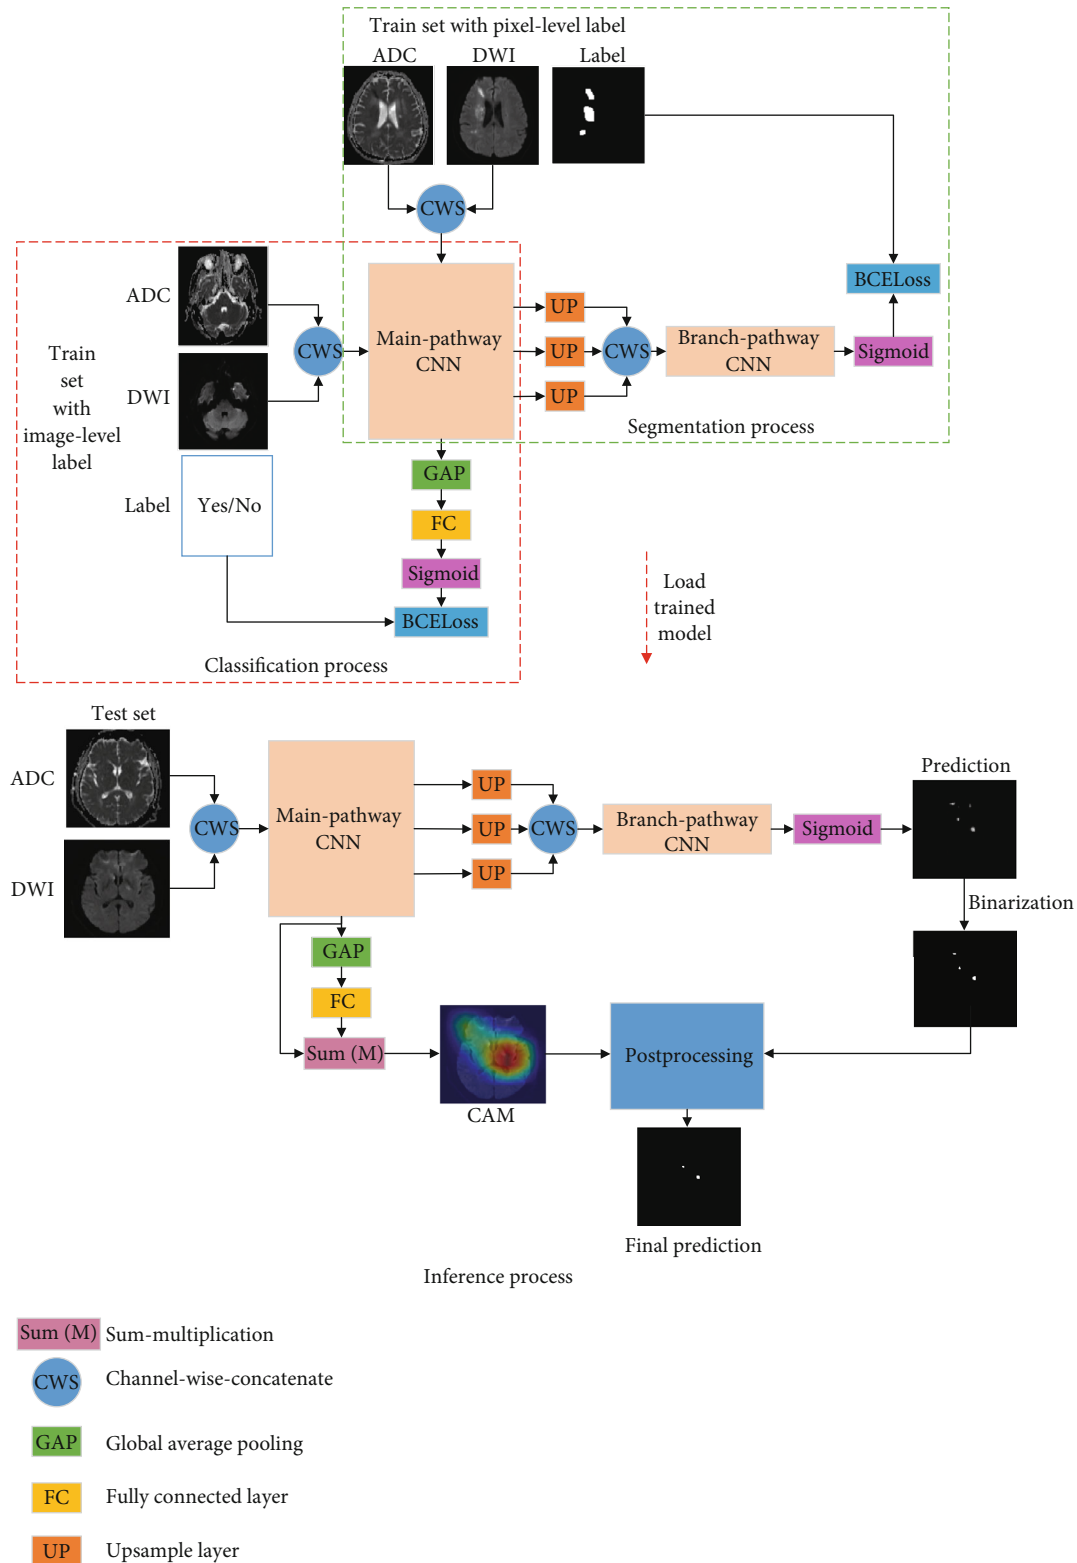 Train set with pixel-level label
ADC
DWI
Label
CWS
ADC
DWI
Label
Train
set
with
image-level
label
Yes/No
CWS
Main-pathway
CNN
UP
UP
UP
CWS
Branch-pathway
CNN
Sigmoid
BCELoss
Segmentation process
GAP
FC
Sigmoid
BCELoss
Classification process
Load
trained
model
Test set
ADC
DWI
CWS
Main-pathway
CNN
UP
UP
UP
CWS
Branch-pathway
CNN
Sigmoid
Prediction
Binarization
GAP
FC
Sum (M)
CAM
Postprocessing
Final prediction
Inference process
Sum (M) Sum-multiplication
CWS Channel-wise-concatenate
GAP Global average pooling
FC Fully connected layer
UP Upsample layer